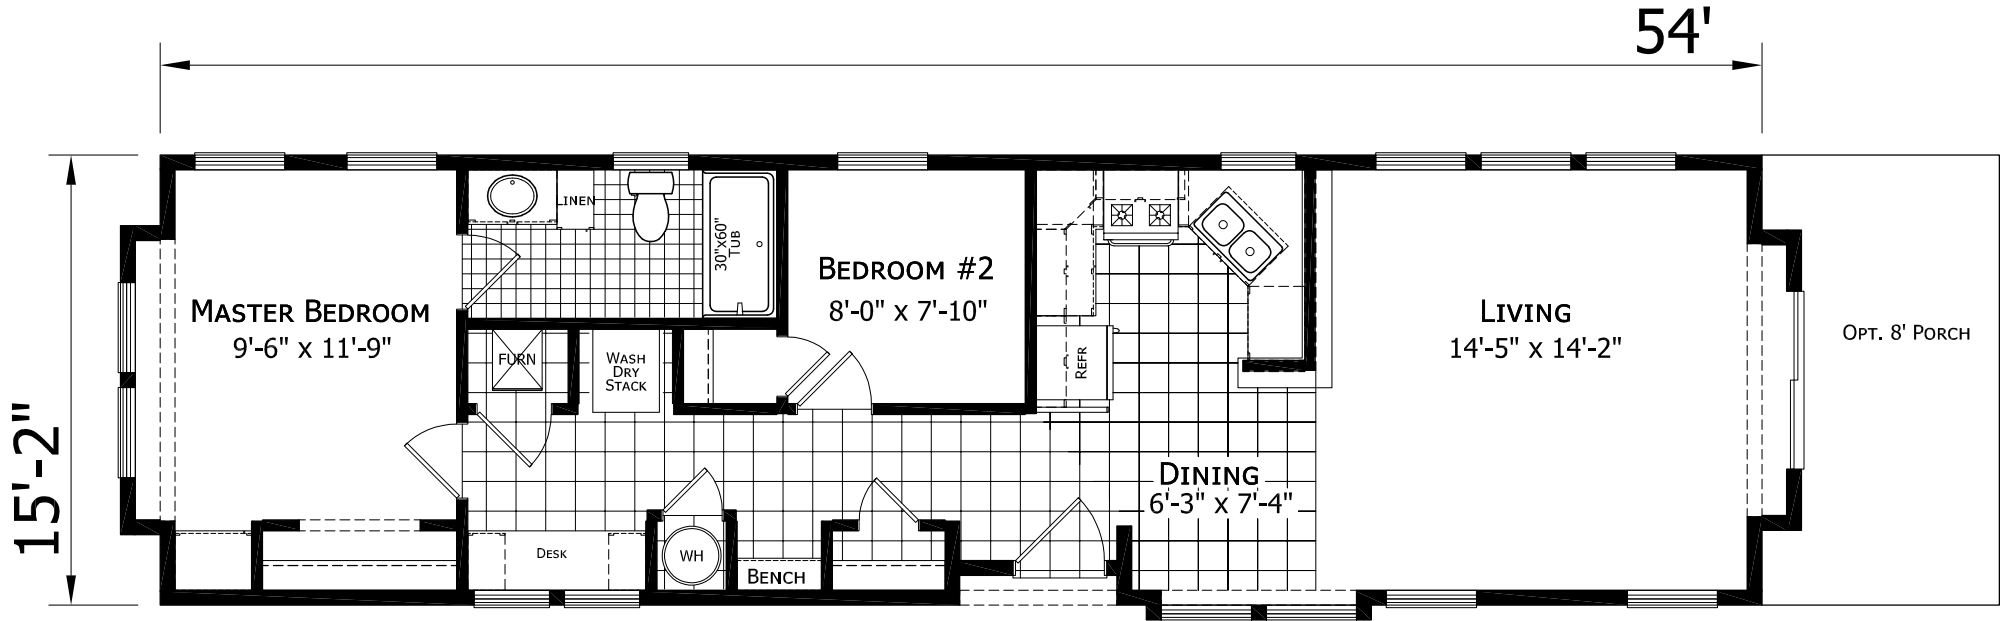 54'
15'-2"
MASTER BEDROOM
9'-6" X 11'-9"
LINEN
30"x60"
TUB
BEDROOM #2
8'-0" X 7'-10"
FURN
WASH
DRY
STACK
REFR
LIVING
14'-5" X 14'-2"
OPT. 8' PORCH
DINING
6'-3" X 7'-4"
DESK
WH
BENCH